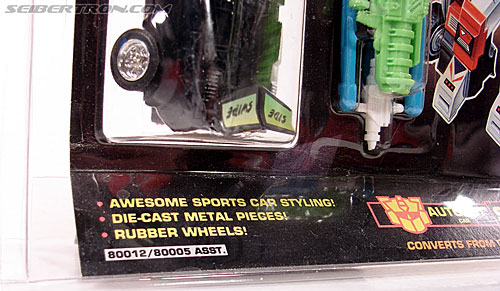 SEIBERTRON.COM
SWIPE
SWIPE
• AWESOME SPORTS CAR STYLING!
• DIE-CAST METAL PIECES!
• RUBBER WHEELS!
80012/80005 ASST.
CONVERTS FROM